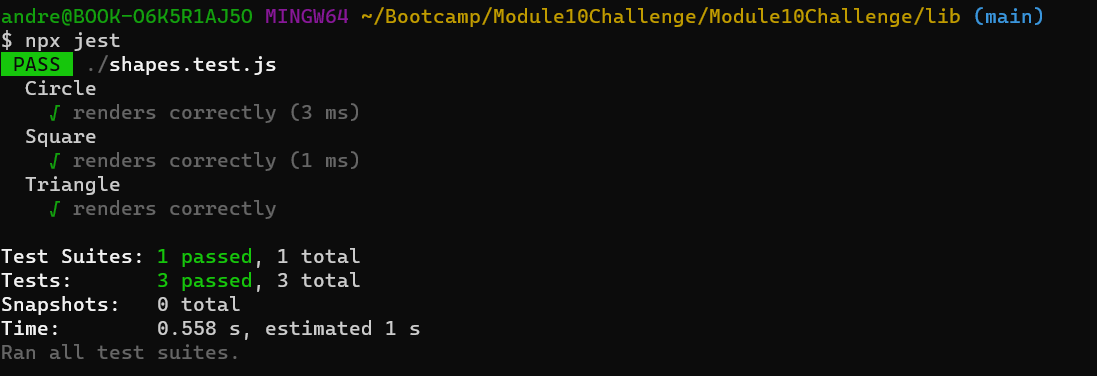 andre@BOOK-O6K5R1AJ5O MINGW64 ~/Bootcamp/Module10Challenge/Module10Challenge/lib (main)
$ npx jest
PASS ./shapes.test.js
Circle
√ renders correctly (3 ms)
Square
√ renders correctly (1 ms)
Triangle
√ renders correctly
Test Suites: 1 passed, 1 total
Tests: 3 passed, 3 total
Snapshots: 0 total
Time: 0.558 s, estimated 1 s
Ran all test suites.